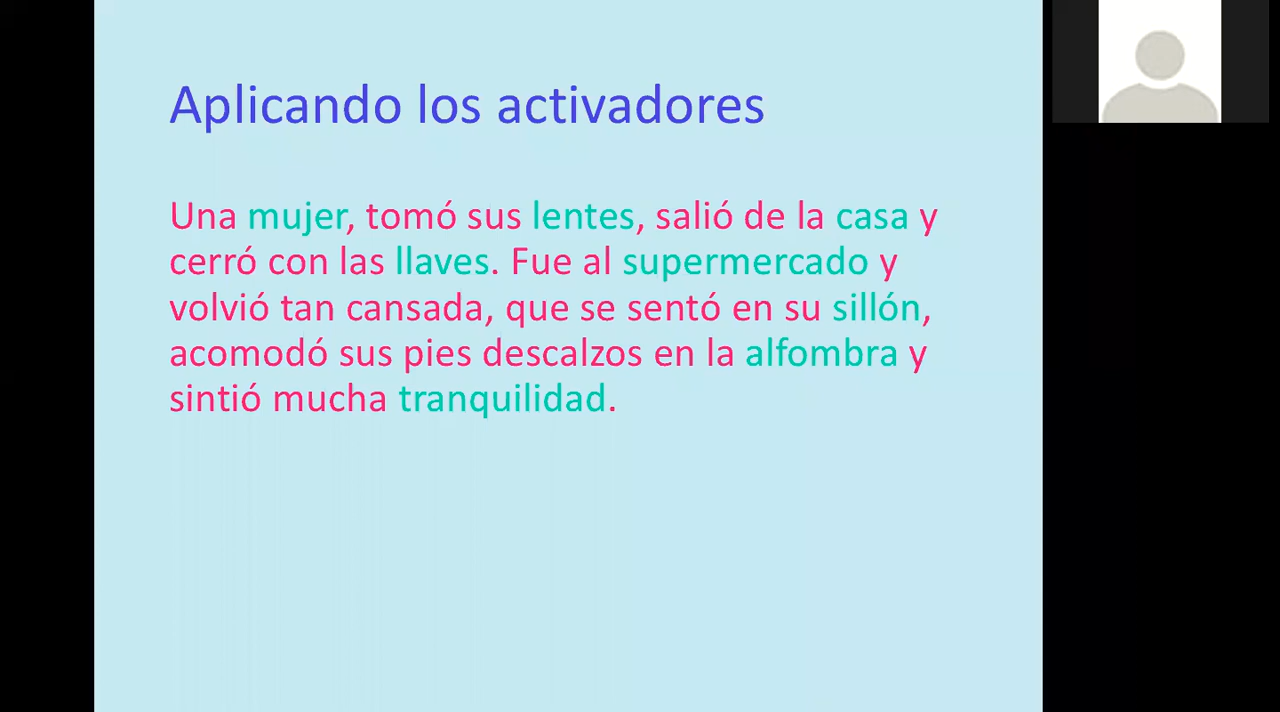 Aplicando los activadores
Una mujer, tomó sus lentes, salió de la casa y
cerró con las llaves. Fue al supermercado y
volvió tan cansada, que se sentó en su sillón,
acomodó sus pies descalzos en la alfombra y
sintió mucha tranquilidad.